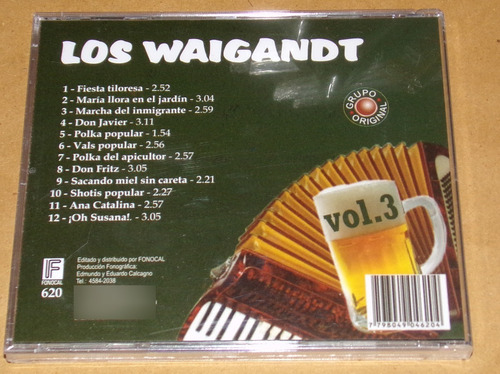 LOS WAIGANDT
1 - Fiesta tiloresa - 2.52
2 - María llora en el jardín - 3.04
3 - Marcha del inmigrante - 2.59
4 - Don Javier - 3.11
5 - Polka popular - 1.54
6 - Vals popular - 2.56
7 - Polka del apicultor - 2.57
8 - Don Fritz - 3.05
9 - Sacando miel sin careta - 2.21
10 - Shotis popular - 2.27
11 - Ana Catalina - 2.57
12 - ¡Oh Susana!. - 3.05
GRUPO ORIGINAL
vol.3
Editado y distribuido por FONOCAL
Producción Fonográfica:
Edmundo y Eduardo Calcagno
Tel.: 4584-2038
F
FONOCAL
620
7 798049 046204